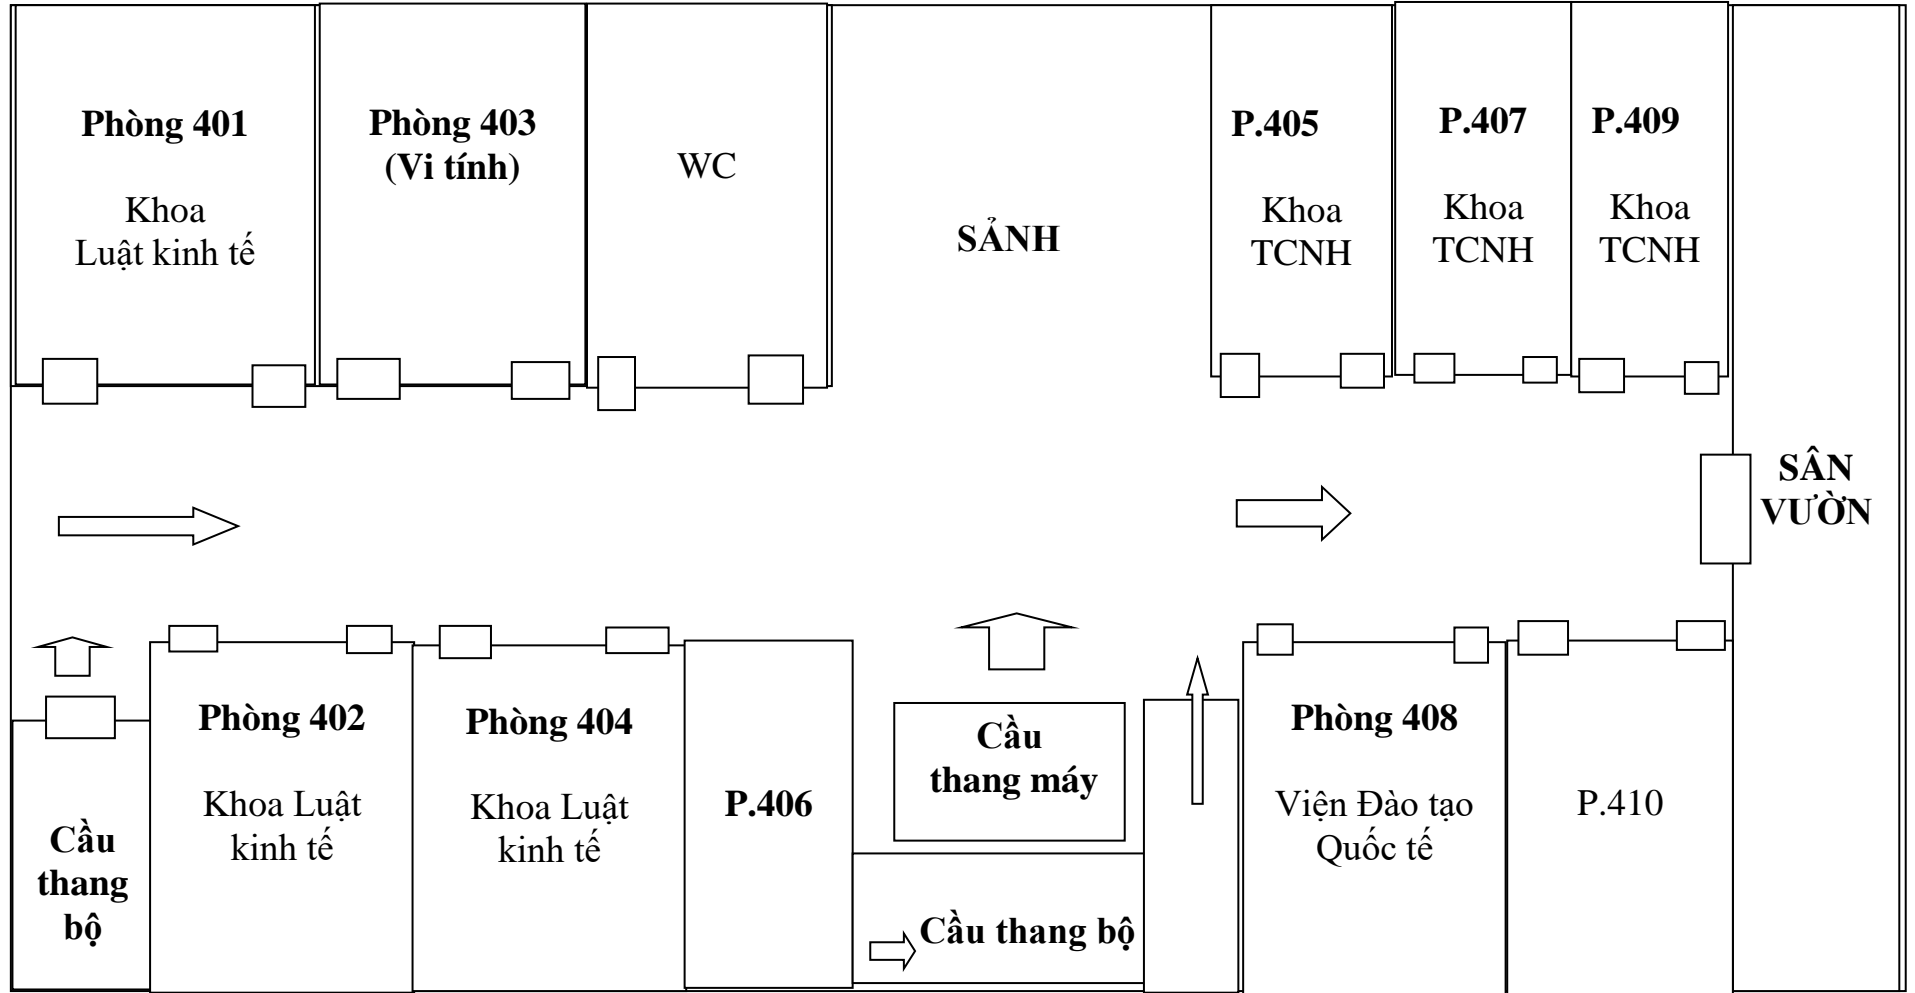 Phòng 401
Khoa
Luật kinh tế
Phòng 403
(Vi tính)
WC
SẢNH
P.405
Khoa
TCNH
P.407
Khoa
TCNH
P.409
Khoa
TCNH
SÂN
VƯỜN
Cầu
thang
bộ
Phòng 402
Khoa Luật
kinh tế
Phòng 404
Khoa Luật
kinh tế
P.406
Cầu
thang máy
Cầu thang bộ
Phòng 408
Viện Đào tạo
Quốc tế
P.410